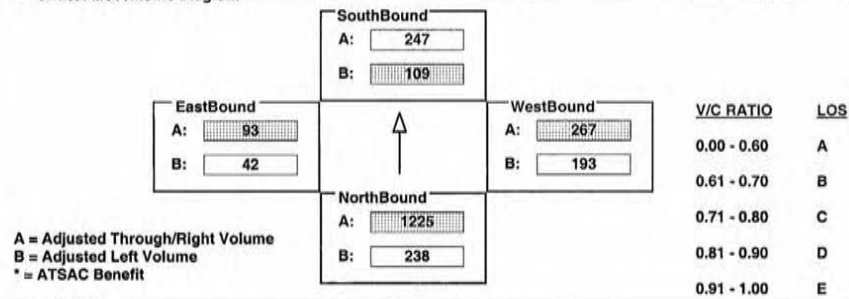 SouthBound
A: 247
B: 109
EastBound
A: 93
B: 42
WestBound
A: 267
B: 193
NorthBound
A: 1225
B: 238
V/C RATIO LOS
0.00 - 0.60 A
0.61 - 0.70 B
0.71 - 0.80 C
0.81 - 0.90 D
0.91 - 1.00 E
A = Adjusted Through/Right Volume
B = Adjusted Left Volume
* = ATSAC Benefit